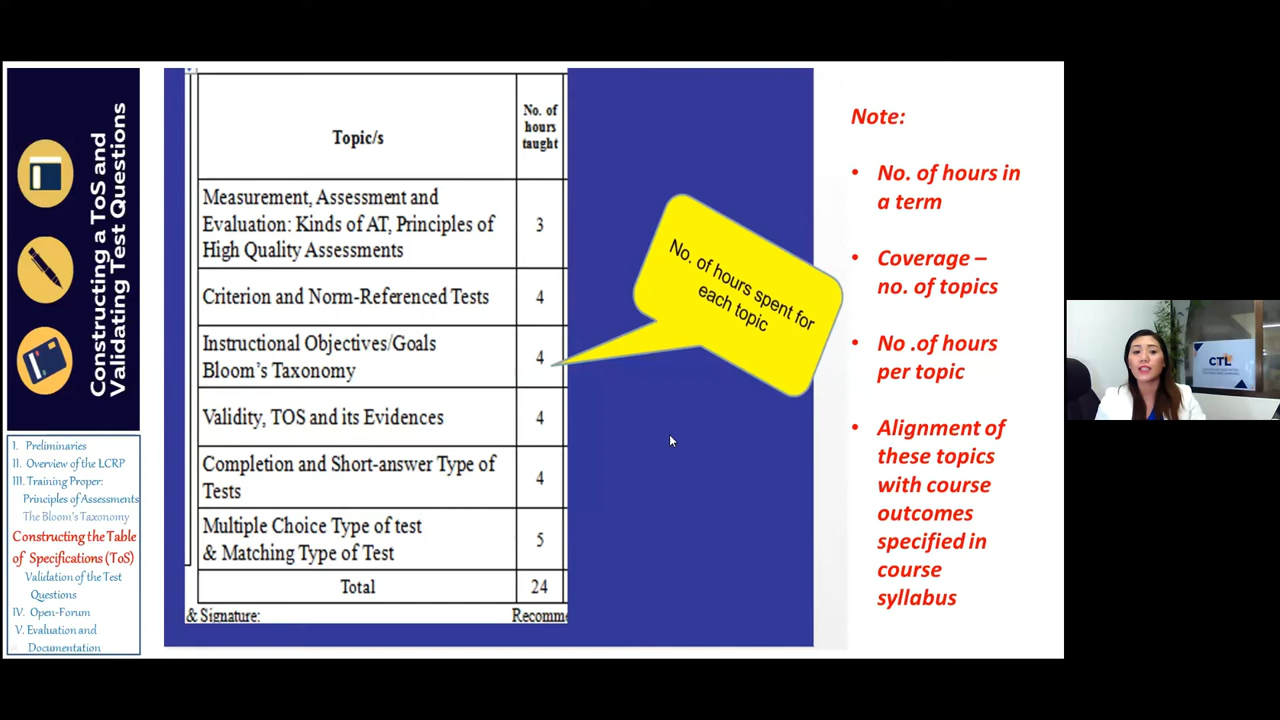 Constructing a ToS and
Validating Test Questions
I. Preliminaries
II. Overview of the LCRP
III. Training Proper:
Principles of Assessments
The Bloom's Taxonomy
Constructing the Table
of Specifications (ToS)
Validation of the Test
Questions
IV. Open-Forum
V. Evaluation and
Documentation
Topic/s
No. of
hours
taught
Measurement, Assessment and
Evaluation: Kinds of AT, Principles of
High Quality Assessments
3
Criterion and Norm-Referenced Tests
4
Instructional Objectives/Goals
Bloom's Taxonomy
4
Validity, TOS and its Evidences
4
Completion and Short-answer Type of
Tests
4
Multiple Choice Type of test
& Matching Type of Test
5
Total
24
& Signature:
Recomme
No. of hours spent for
each topic
Note:
• No. of hours in
a term
• Coverage –
no. of topics
• No .of hours
per topic
• Alignment of
these topics
with course
outcomes
specified in
course
syllabus
CTL